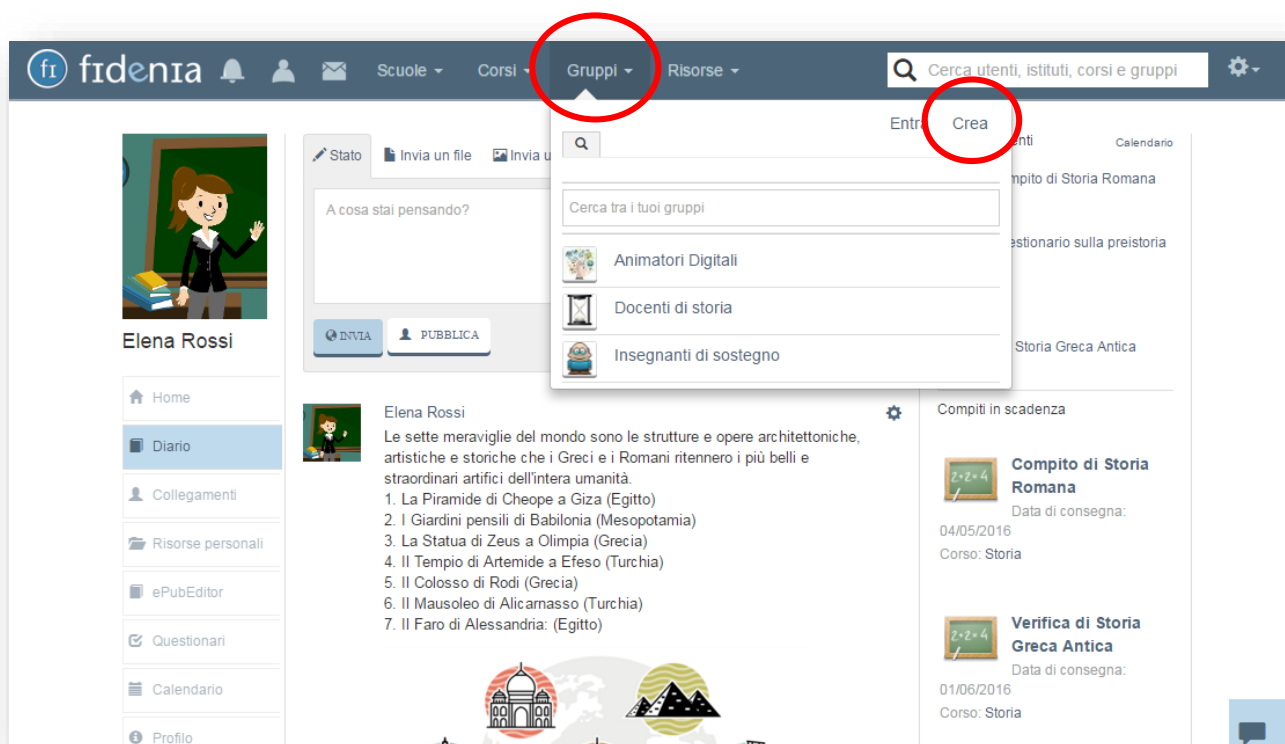 fi fidenia Scuole Corsi Gruppi Risorse Cerca utenti, istituti, corsi e gruppi
Entra Crea
Stato Invia un file Invia u
A cosa stai pensando?
INVIA PUBBLICA
Cerca tra i tuoi gruppi
Animatori Digitali
Docenti di storia
Insegnanti di sostegno
enti Calendario
mpito di Storia Romana
estionario sulla preistoria
Storia Greca Antica
Elena Rossi
Home
Diario
Collegamenti
Risorse personali
ePubEditor
Questionari
Calendario
Profilo
Elena Rossi
Le sette meraviglie del mondo sono le strutture e opere architettoniche,
artistiche e storiche che i Greci e i Romani ritennero i più belli e
straordinari artifici dell'intera umanità.
1. La Piramide di Cheope a Giza (Egitto)
2. I Giardini pensili di Babilonia (Mesopotamia)
3. La Statua di Zeus a Olimpia (Grecia)
4. Il Tempio di Artemide a Efeso (Turchia)
5. Il Colosso di Rodi (Grecia)
6. Il Mausoleo di Alicarnasso (Turchia)
7. Il Faro di Alessandria: (Egitto)
Compiti in scadenza
2+2=4
Compito di Storia
Romana
Data di consegna:
04/05/2016
Corso: Storia
2+2=4
Verifica di Storia
Greca Antica
Data di consegna:
01/06/2016
Corso: Storia